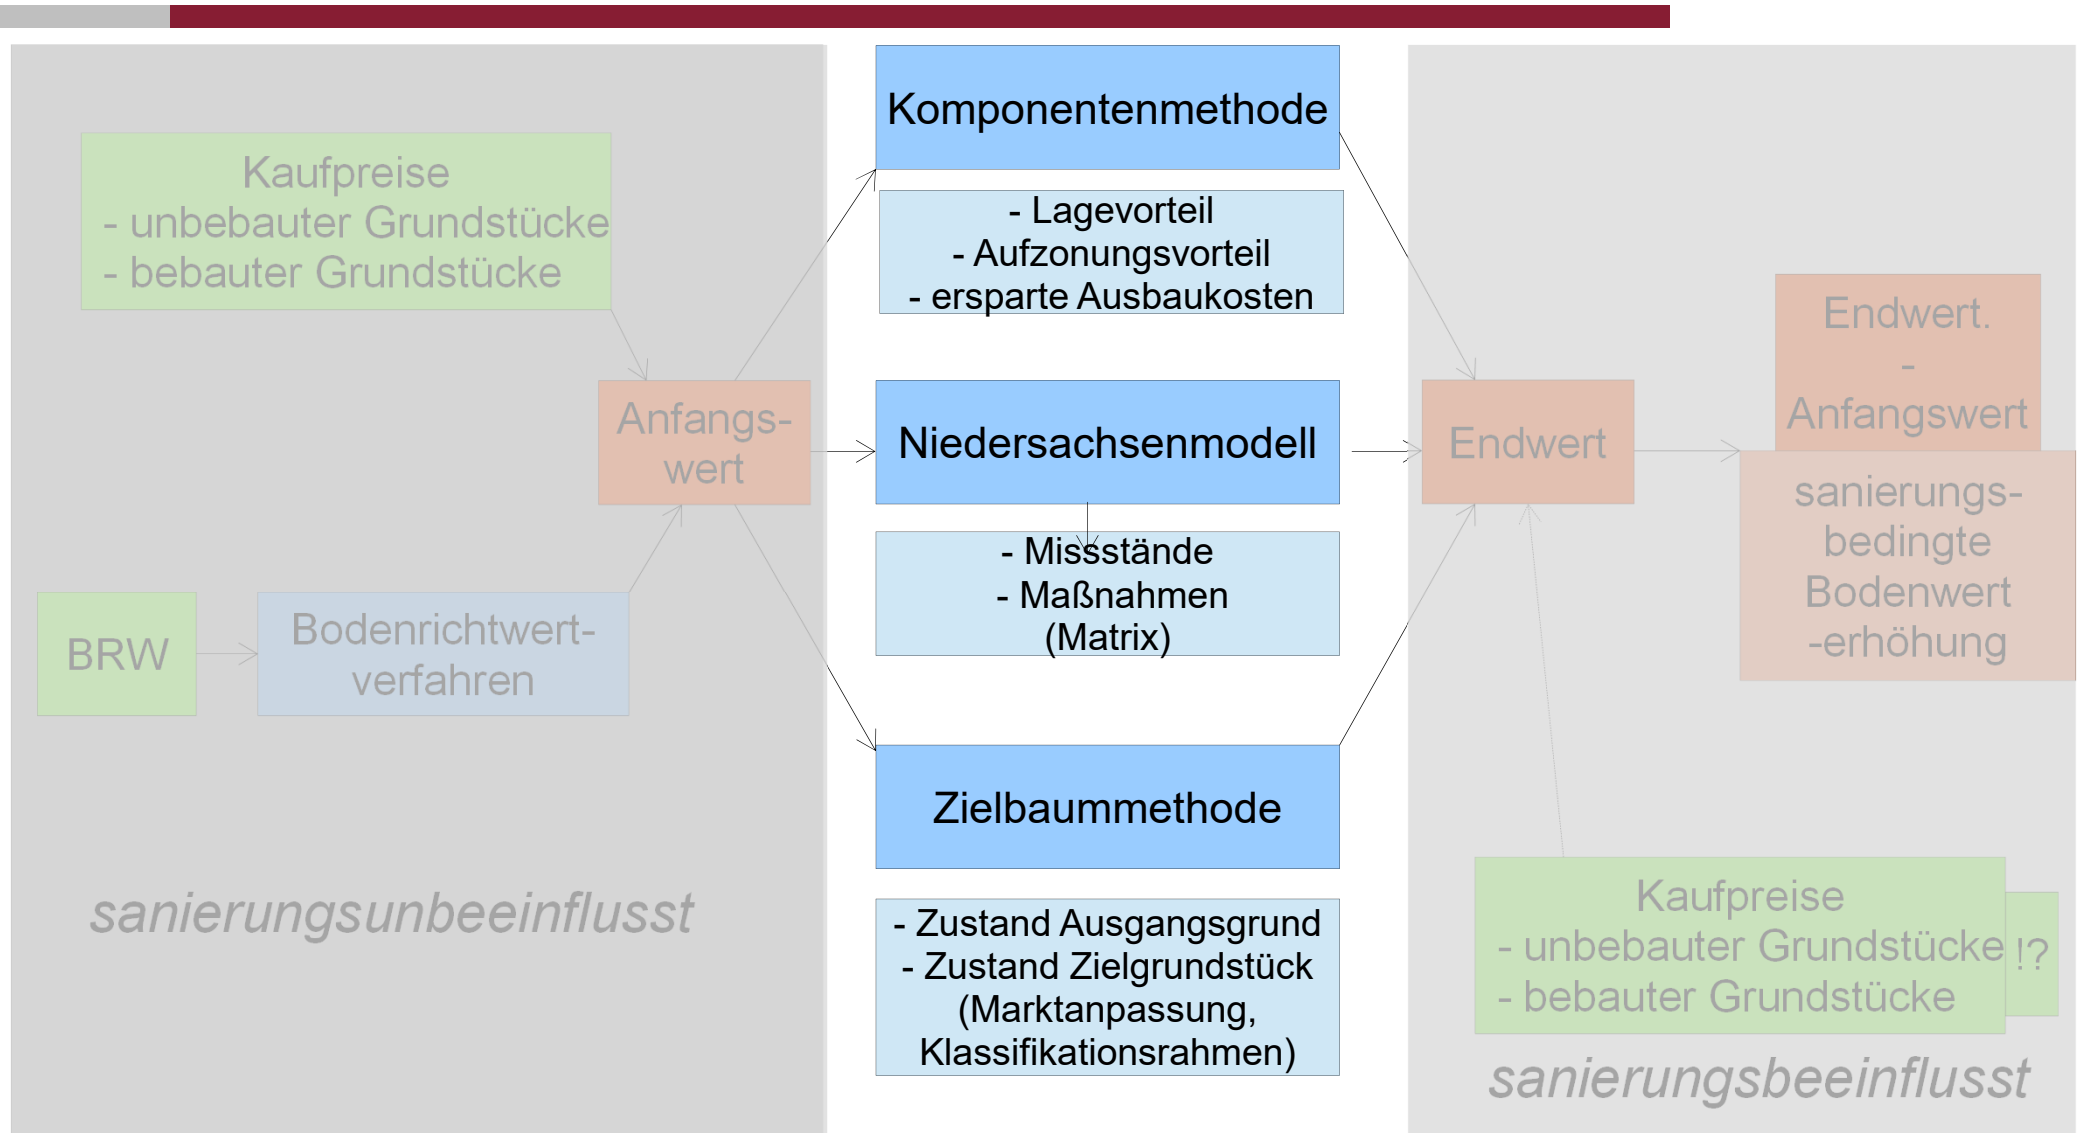 Kaufpreise
- unbebauter Grundstücke
- bebauter Grundstücke
Anfangs-
wert
BRW
Bodenrichtwert-
verfahren
sanierungsunbeeinflusst
Komponentenmethode
- Lagevorteil
- Aufzonungsvorteil
- ersparte Ausbaukosten
Niedersachsenmodell
- Missstände
- Maßnahmen
(Matrix)
Zielbaummethode
- Zustand Ausgangsgrund
- Zustand Zielgrundstück
(Marktanpassung,
Klassifikationsrahmen)
Endwert
Endwert.
-
Anfangswert
sanierungs-
bedingte
Bodenwert
-erhöhung
Kaufpreise
- unbebauter Grundstücke
- bebauter Grundstücke
!?
sanierungsbeeinflusst